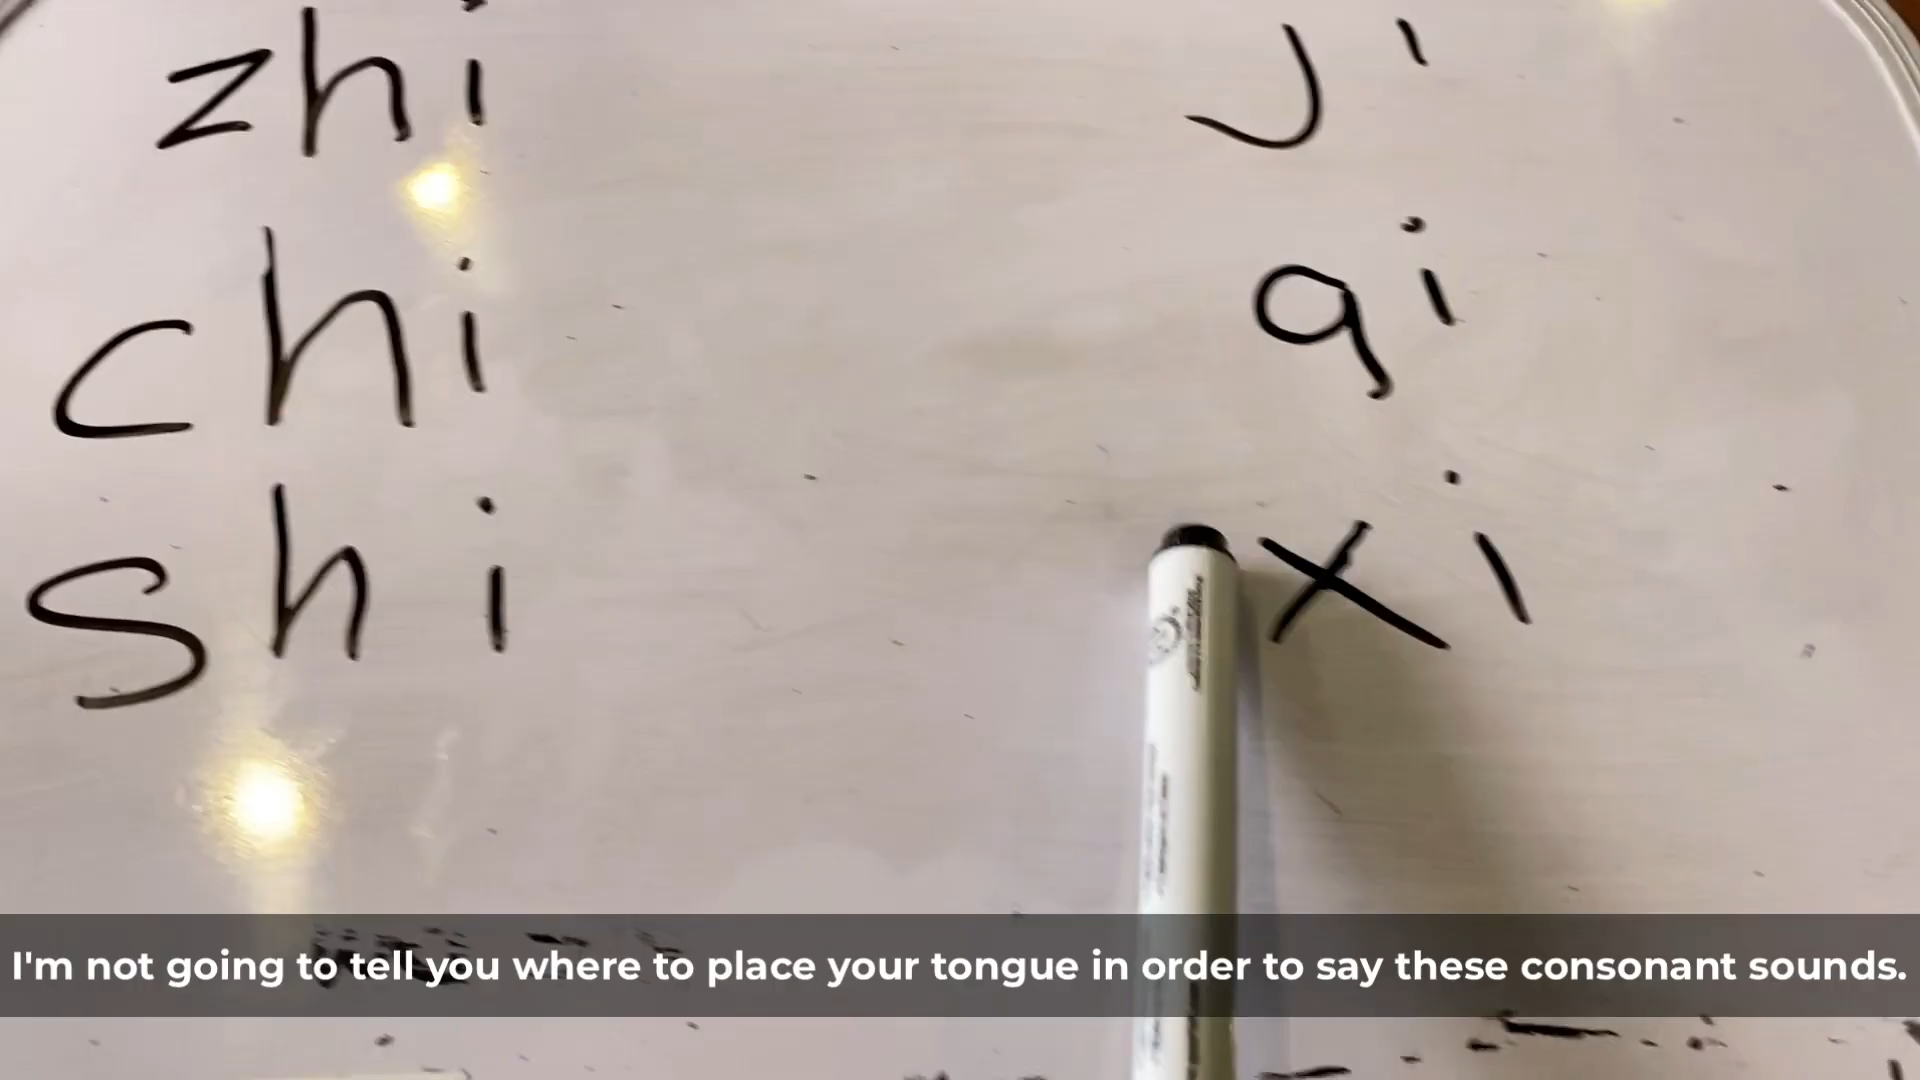 zhi
chi
shi
ji
qi
xi
I'm not going to tell you where to place your tongue in order to say these consonant sounds.